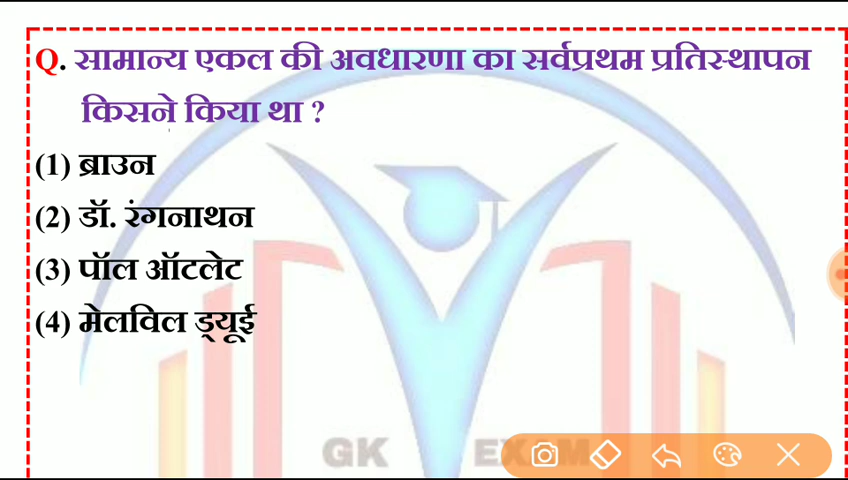 Q. सामान्य एकल की अवधारणा का सर्वप्रथम प्रतिस्थापन
किसने किया था ?
(1) ब्राउन
(2) डॉ. रंगनाथन
(3) पॉल ऑटलेट
(4) मेलविल ड्यूई
GK EXAM